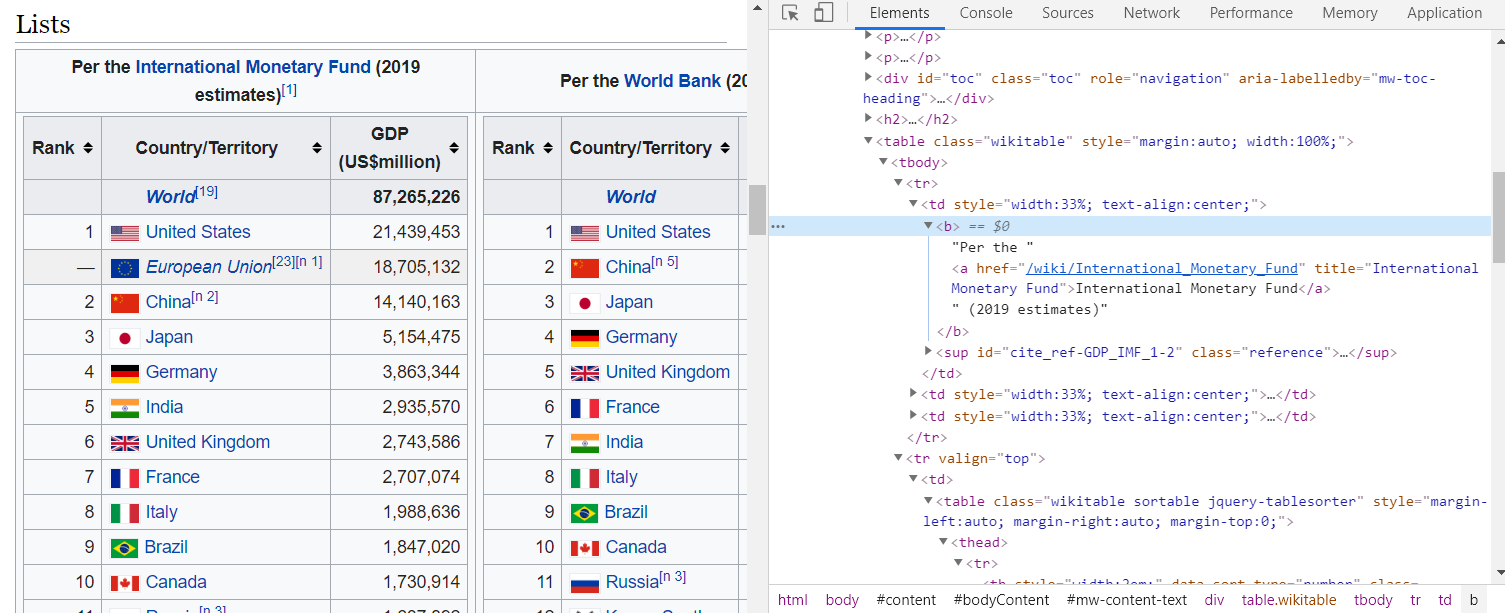 Lists
Per the International Monetary Fund (2019
estimates)[1]
Per the World Bank (20
Rank Country/Territory GDP
(US$million)
World[19] 87,265,226
1 United States 21,439,453
— European Union[23][n 1] 18,705,132
2 China[n 2] 14,140,163
3 Japan 5,154,475
4 Germany 3,863,344
5 India 2,935,570
6 United Kingdom 2,743,586
7 France 2,707,074
8 Italy 1,988,636
9 Brazil 1,847,020
10 Canada 1,730,914
Rank Country/Territory
World
1 United States
2 China[n 5]
3 Japan
4 Germany
5 United Kingdom
6 France
7 India
8 Italy
9 Brazil
10 Canada
11 Russia[n 3]
Elements Console Sources Network Performance Memory Application
<p>…</p>
<p>…</p>
<div id="toc" class="toc" role="navigation" aria-labelledby="mw-toc-
heading">…</div>
<h2>…</h2>
<table class="wikitable" style="margin:auto; width:100%;">
<tbody>
<tr>
<td style="width:33%; text-align:center;">
… <b> == $0
"Per the "
<a href="/wiki/International_Monetary_Fund" title="International
Monetary Fund">International Monetary Fund</a>
" (2019 estimates)"
</b>
<sup id="cite_ref-GDP_IMF_1-2" class="reference">…</sup>
</td>
<td style="width:33%; text-align:center;">…</td>
<td style="width:33%; text-align:center;">…</td>
</tr>
<tr valign="top">
<td>
<table class="wikitable sortable jquery-tablesorter" style="margin-
left:auto; margin-right:auto; margin-top:0;">
<thead>
<tr>
<th style="width:2em;" data-sort-type="number" class=
html body #content #bodyContent #mw-content-text div table.wikitable tbody tr td b